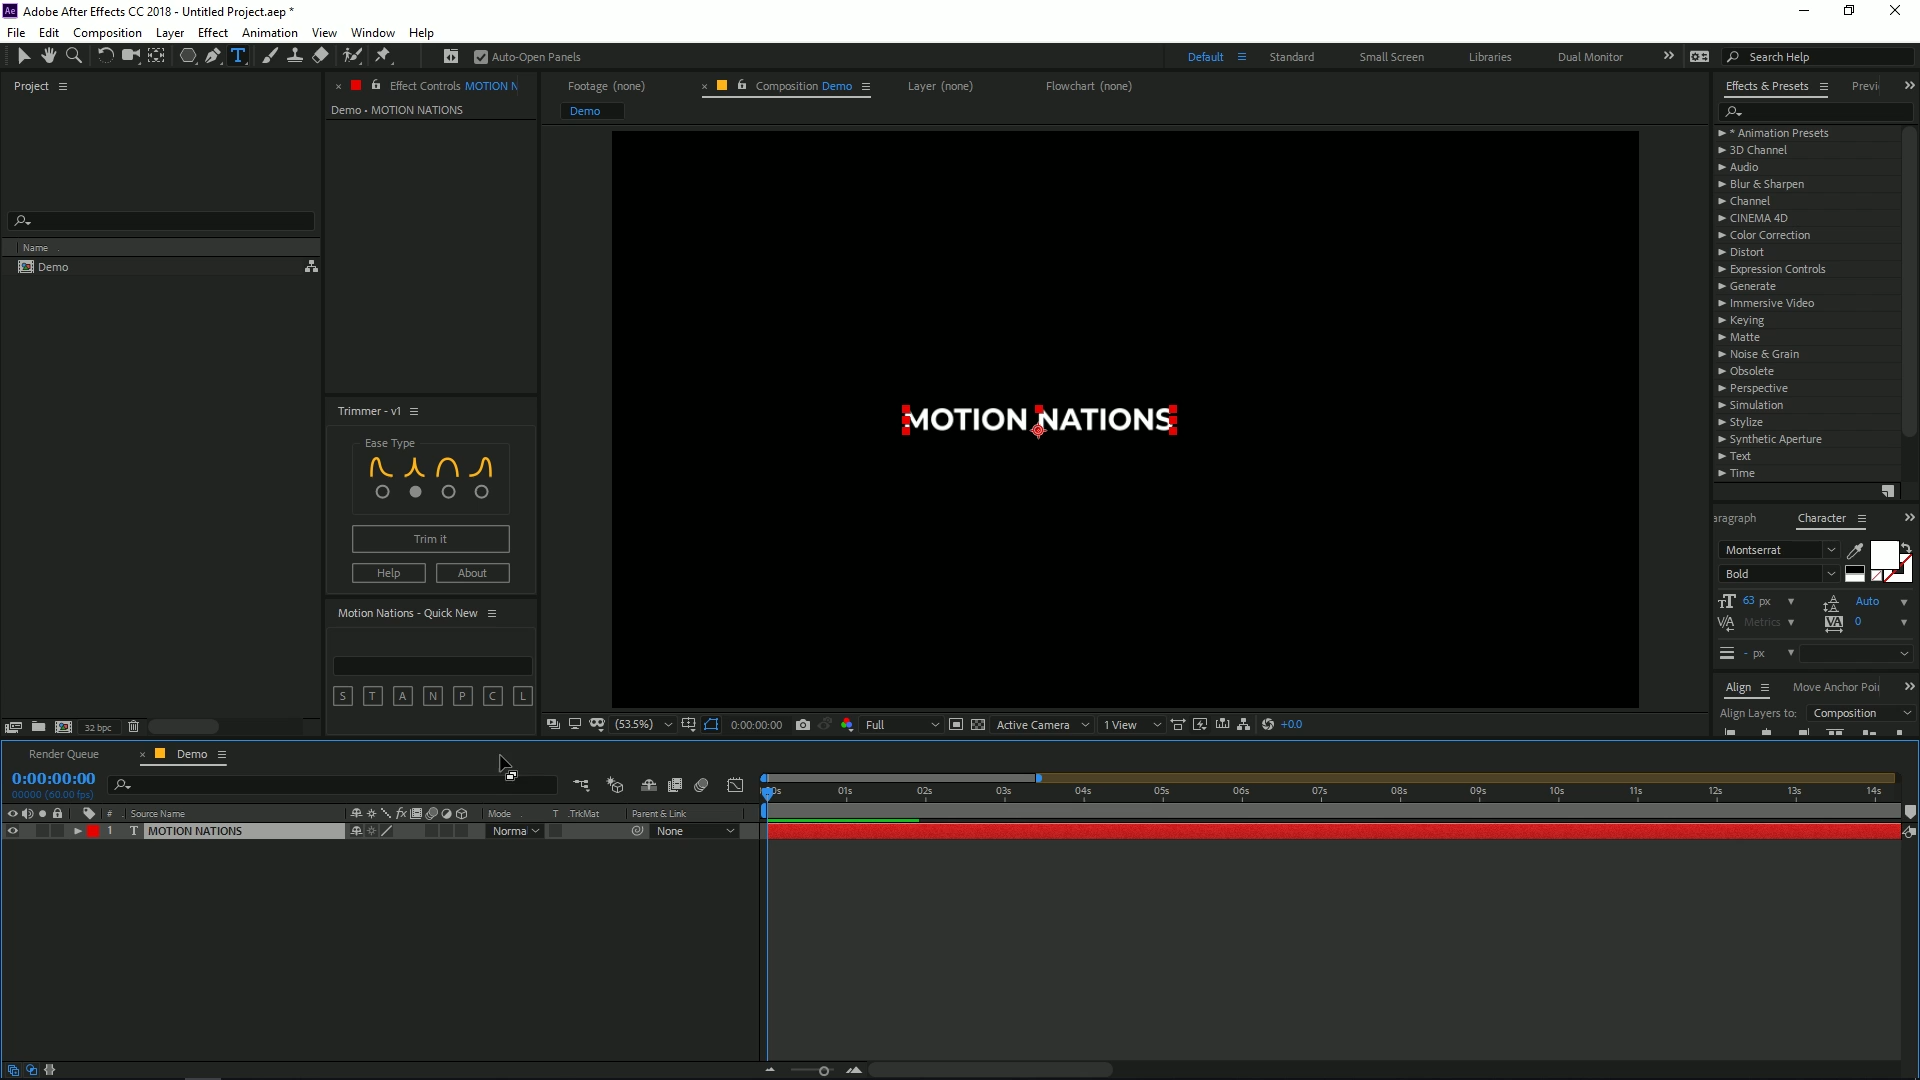 Adobe After Effects CC 2018 - Untitled Project.aep *
File Edit Composition Layer Effect Animation View Window Help
Auto-Open Panels
Default Standard Small Screen Libraries Dual Monitor
Search Help
Project
Effect Controls MOTION N
Demo • MOTION NATIONS
Footage (none)
Composition Demo
Layer (none)
Flowchart (none)
Demo
Effects & Presets
Previ
* Animation Presets
3D Channel
Audio
Blur & Sharpen
Channel
CINEMA 4D
Color Correction
Distort
Expression Controls
Generate
Immersive Video
Keying
Matte
Noise & Grain
Obsolete
Perspective
Simulation
Stylize
Synthetic Aperture
Text
Time
Name
Demo
Trimmer - v1
Ease Type
Trim it
Help
About
Motion Nations - Quick New
S T A N P C L
MOTION NATIONS
aragraph
Character
Montserrat
Bold
63 px
Auto
Metrics
0
- px
Align
Move Anchor Poi
Align Layers to: Composition
32 bpc
(53.5%)
0:00:00:00
Full
Active Camera
1 View
+0.0
Render Queue
Demo
0:00:00:00
00000 (60.00 fps)
# Source Name
Mode T .TrkMat Parent & Link
1 T MOTION NATIONS
Norma
None
01s 02s 03s 04s 05s 06s 07s 08s 09s 10s 11s 12s 13s 14s